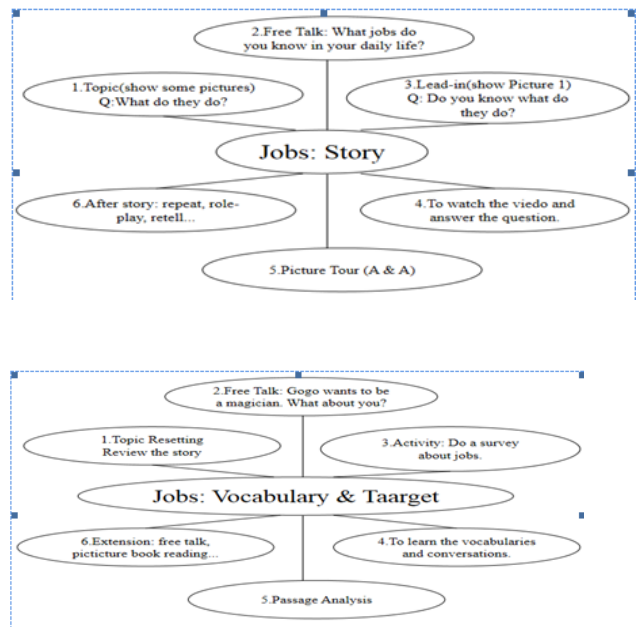 2.Free Talk: What jobs do
you know in your daily life?
1.Topic(show some pictures)
Q:What do they do?
3.Lead-in(show Picture 1)
Q: Do you know what do
they do?
Jobs: Story
6.After story: repeat, role-
play, retell...
4.To watch the viedo and
answer the question.
5.Picture Tour (A & A)
2.Free Talk: Gogo wants to be
a magician. What about you?
1.Topic Resetting
Review the story
3.Activity: Do a survey
about jobs.
Jobs: Vocabulary & Taarget
6.Extension: free talk,
picticture book reading...
4.To learn the vocabularies
and conversations.
5.Passage Analysis